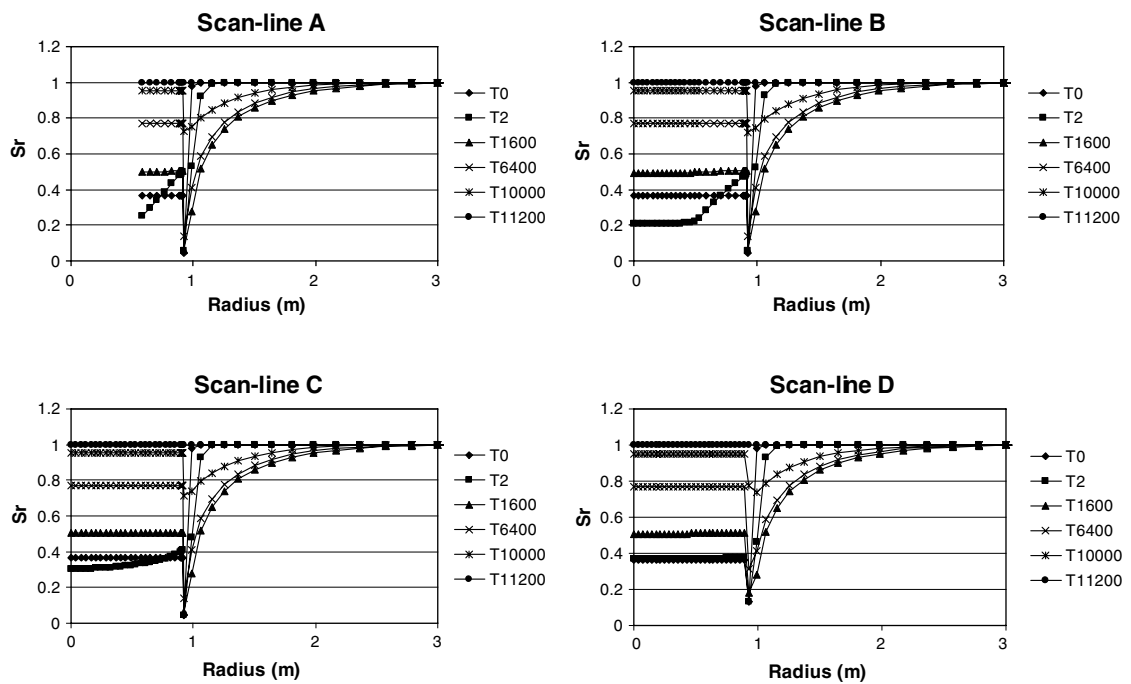 Scan-line A
1.2
1
0.8
0.6
0.4
0.2
0
Sr
0 1 2 3
Radius (m)
T0
T2
T1600
T6400
T10000
T11200
Scan-line B
1.2
1
0.8
0.6
0.4
0.2
0
Sr
0 1 2 3
Radius (m)
T0
T2
T1600
T6400
T10000
T11200
Scan-line C
1.2
1
0.8
0.6
0.4
0.2
0
Sr
0 1 2 3
Radius (m)
T0
T2
T1600
T6400
T10000
T11200
Scan-line D
1.2
1
0.8
0.6
0.4
0.2
0
Sr
0 1 2 3
Radius (m)
T0
T2
T1600
T6400
T10000
T11200